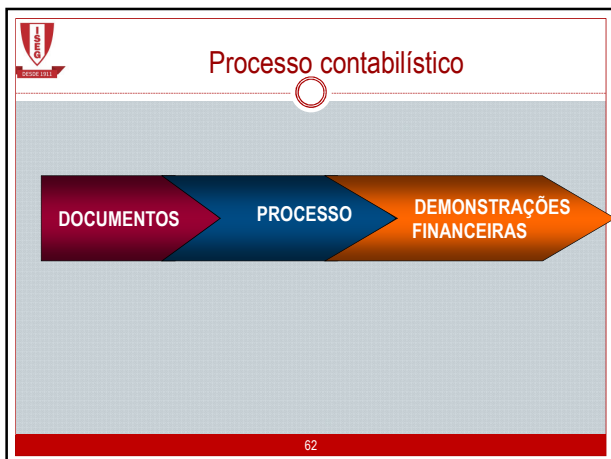 ISEG
DESDE 1911
Processo contabilístico
DOCUMENTOS
PROCESSO
DEMONSTRAÇÕES
FINANCEIRAS
62